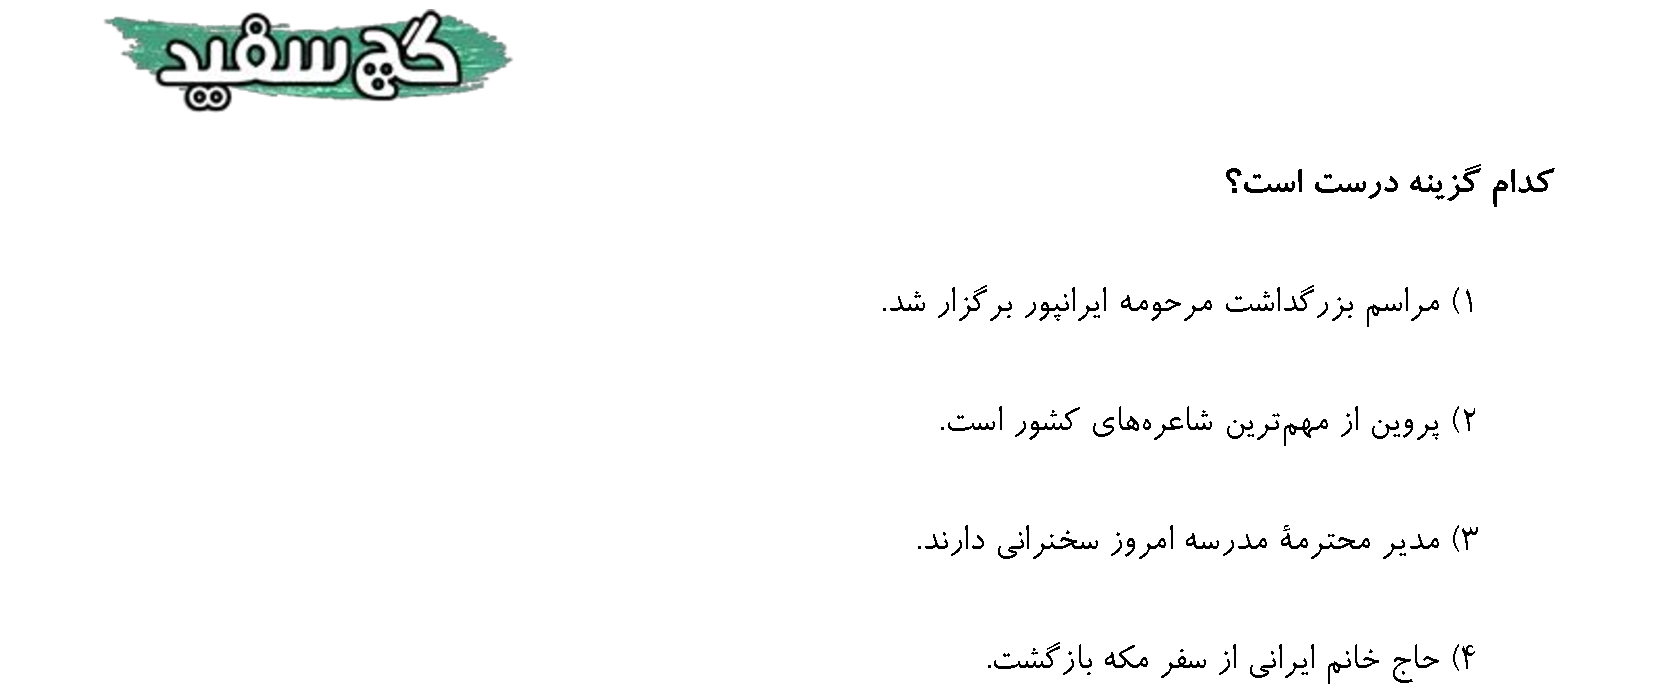 گچ سفید
کدام گزینه درست است؟
۱) مراسم بزرگداشت مرحومه ایرانپور برگزار شد.
۲) پروین از مهم‌ترین شاعره‌های کشور است.
۳) مدیر محترمهٔ مدرسه امروز سخنرانی دارند.
۴) حاج خانم ایرانی از سفر مکه بازگشت.